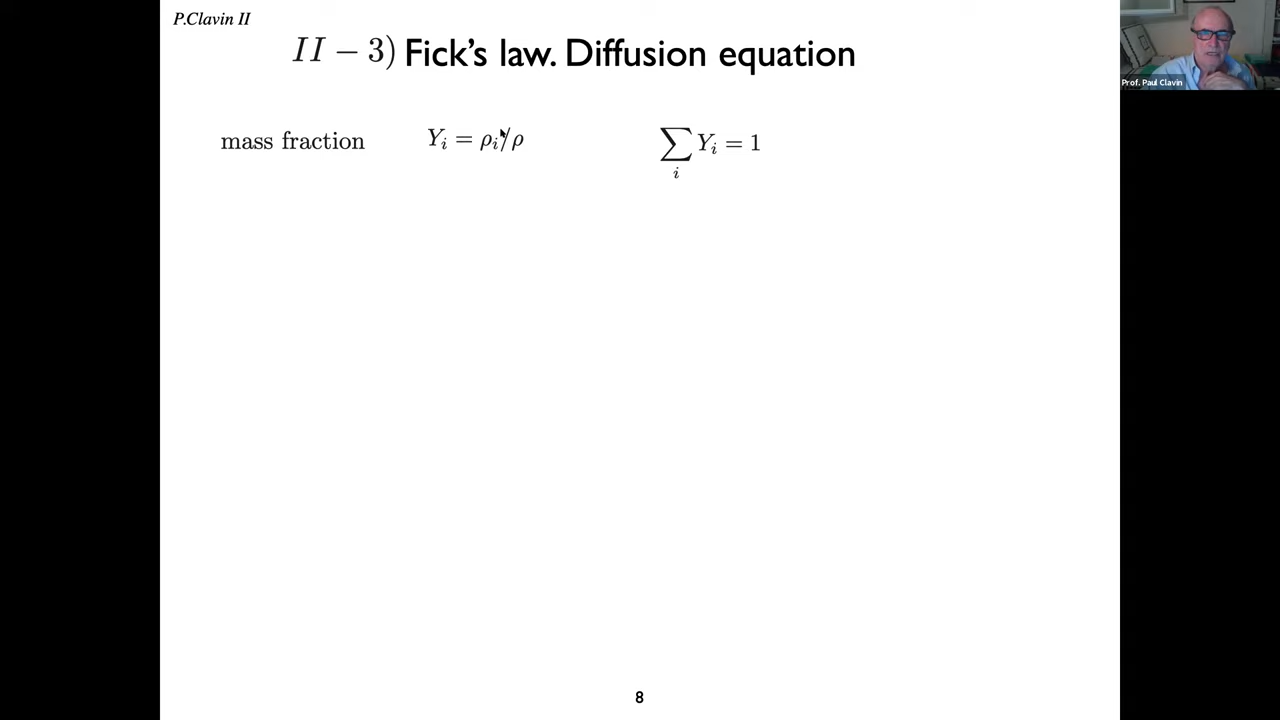 P.Clavin II
II − 3) Fick's law. Diffusion equation
Prof. Paul Clavin
mass fraction Y_i = ρ_i/ρ ∑_i Y_i = 1
8